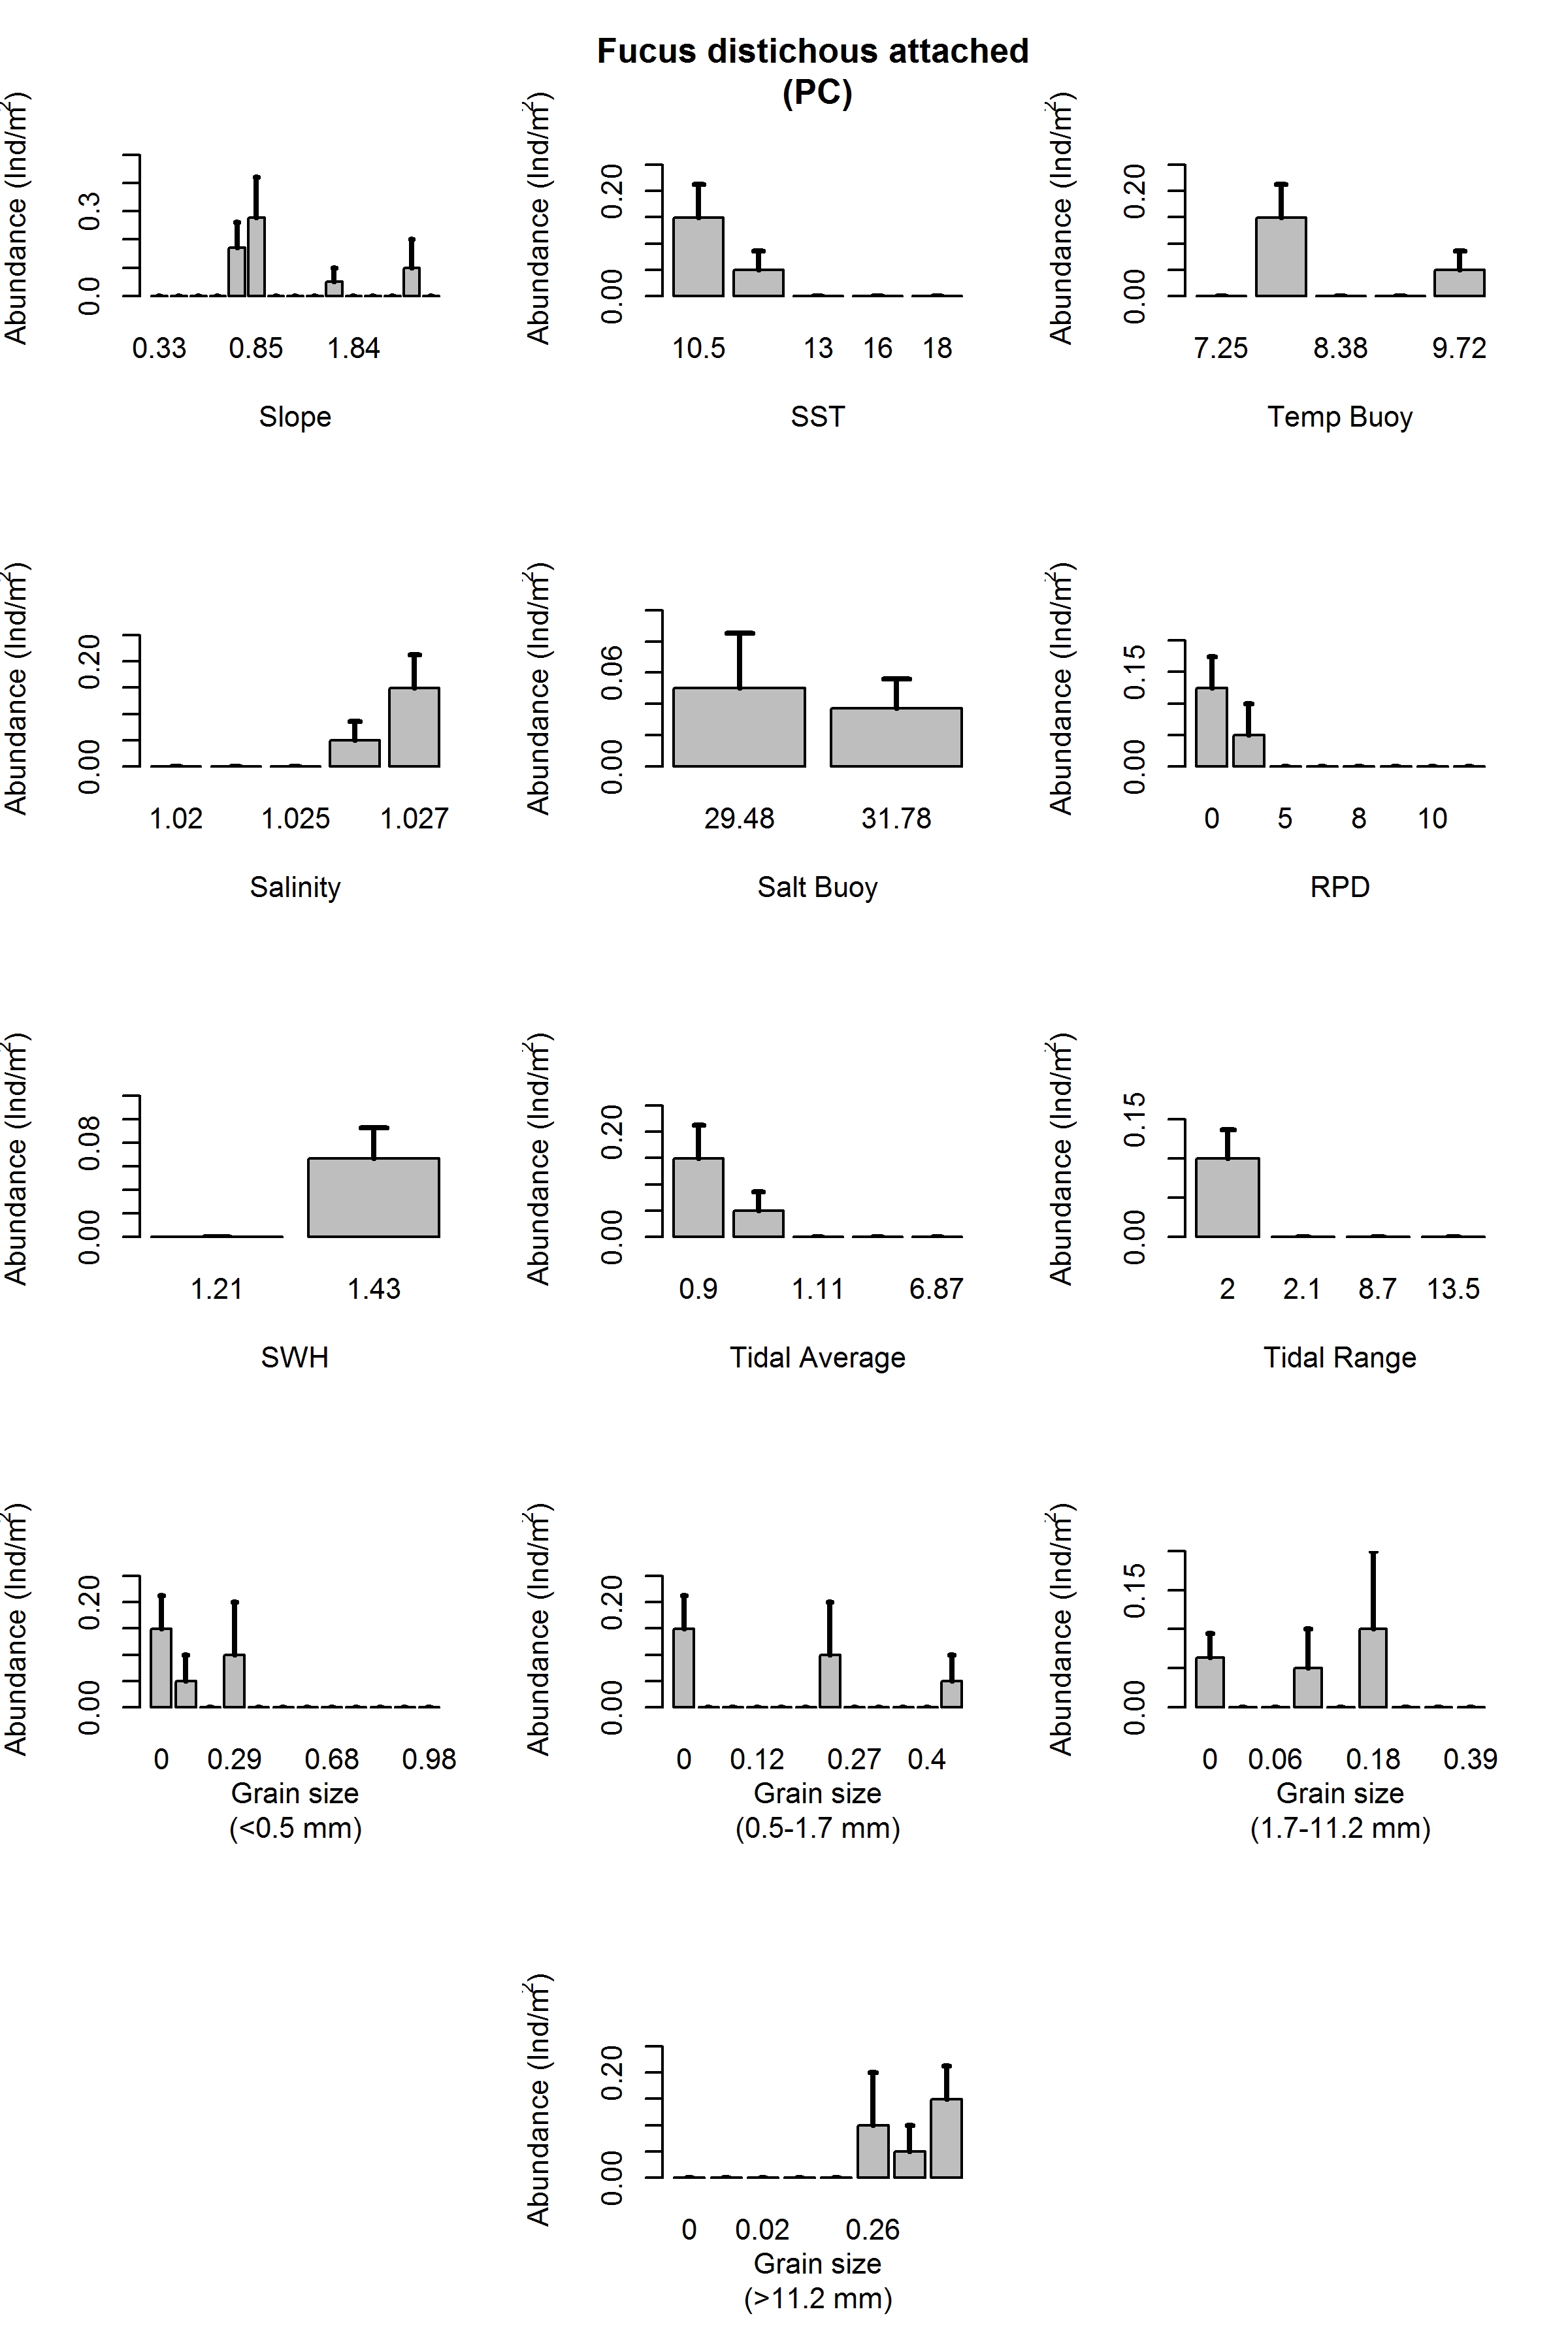 Fucus distichous attached
(PC)
Abundance (Ind/m²)
0.0 0.3
0.33 0.85 1.84
Slope
Abundance (Ind/m²)
0.00 0.20
10.5 13 16 18
SST
Abundance (Ind/m²)
0.00 0.20
7.25 8.38 9.72
Temp Buoy
Abundance (Ind/m²)
0.00 0.20
1.02 1.025 1.027
Salinity
Abundance (Ind/m²)
0.00 0.06
29.48 31.78
Salt Buoy
Abundance (Ind/m²)
0.00 0.15
0 5 8 10
RPD
Abundance (Ind/m²)
0.00 0.08
1.21 1.43
SWH
Abundance (Ind/m²)
0.00 0.20
0.9 1.11 6.87
Tidal Average
Abundance (Ind/m²)
0.00 0.15
2 2.1 8.7 13.5
Tidal Range
Abundance (Ind/m²)
0.00 0.20
0 0.29 0.68 0.98
Grain size
(<0.5 mm)
Abundance (Ind/m²)
0.00 0.20
0 0.12 0.27 0.4
Grain size
(0.5-1.7 mm)
Abundance (Ind/m²)
0.00 0.15
0 0.06 0.18 0.39
Grain size
(1.7-11.2 mm)
Abundance (Ind/m²)
0.00 0.20
0 0.02 0.26
Grain size
(>11.2 mm)